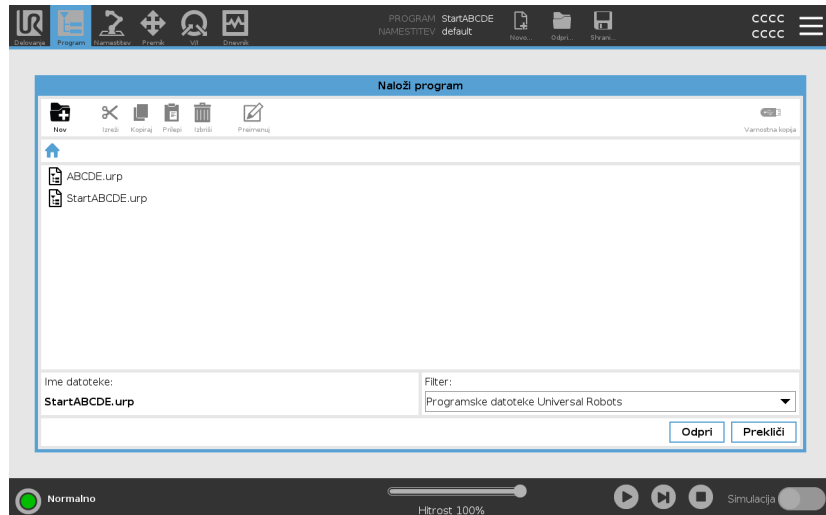 PROGRAM StartABCDE
NAMESTITEV default
cccc
cccc
Delovanje Program Namestitev Premik V/I Dnevnik Novo... Odpri... Shrani...
Naloži program
Nov Izreži Kopiraj Prilepi Izbriši Preimenuj Varnostna kopija
ABCDE.urp
StartABCDE.urp
Ime datoteke: Filter:
StartABCDE.urp Programske datoteke Universal Robots
Odpri Prekliči
Normalno
Hitrost 100%
Simulacija